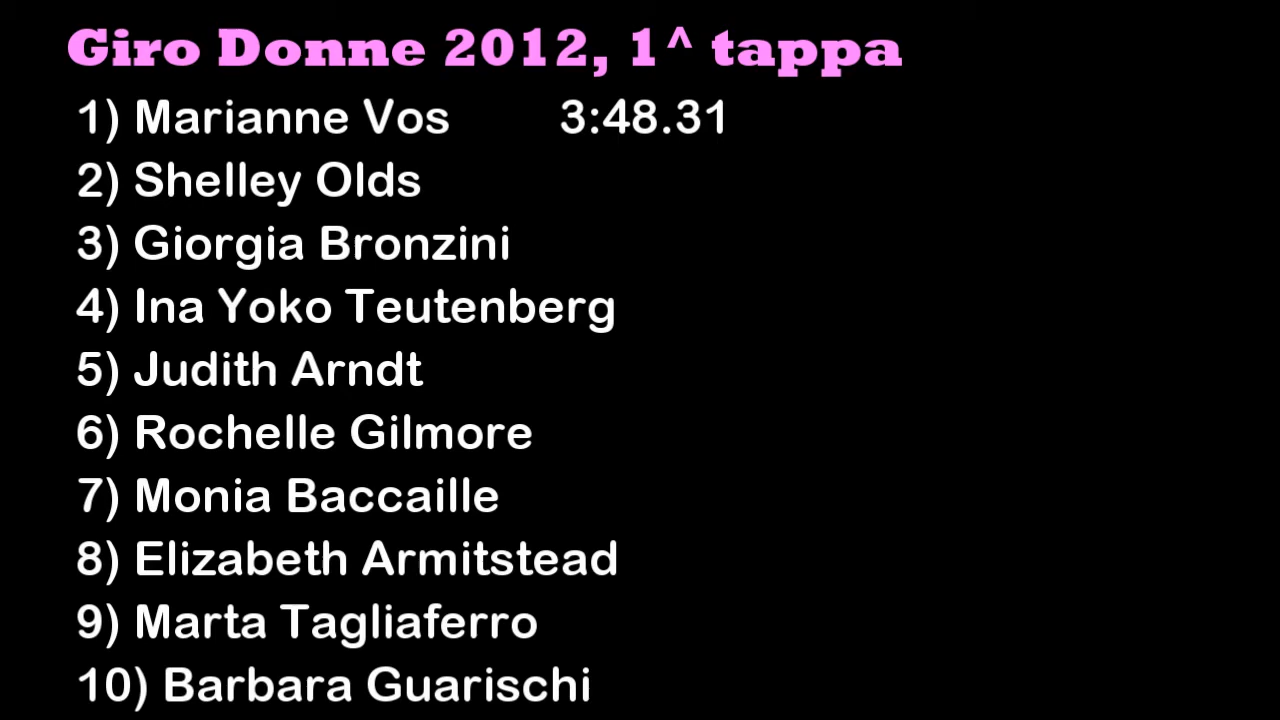 Giro Donne 2012, 1^ tappa
1) Marianne Vos 3:48.31
2) Shelley Olds
3) Giorgia Bronzini
4) Ina Yoko Teutenberg
5) Judith Arndt
6) Rochelle Gilmore
7) Monia Baccaille
8) Elizabeth Armitstead
9) Marta Tagliaferro
10) Barbara Guarischi